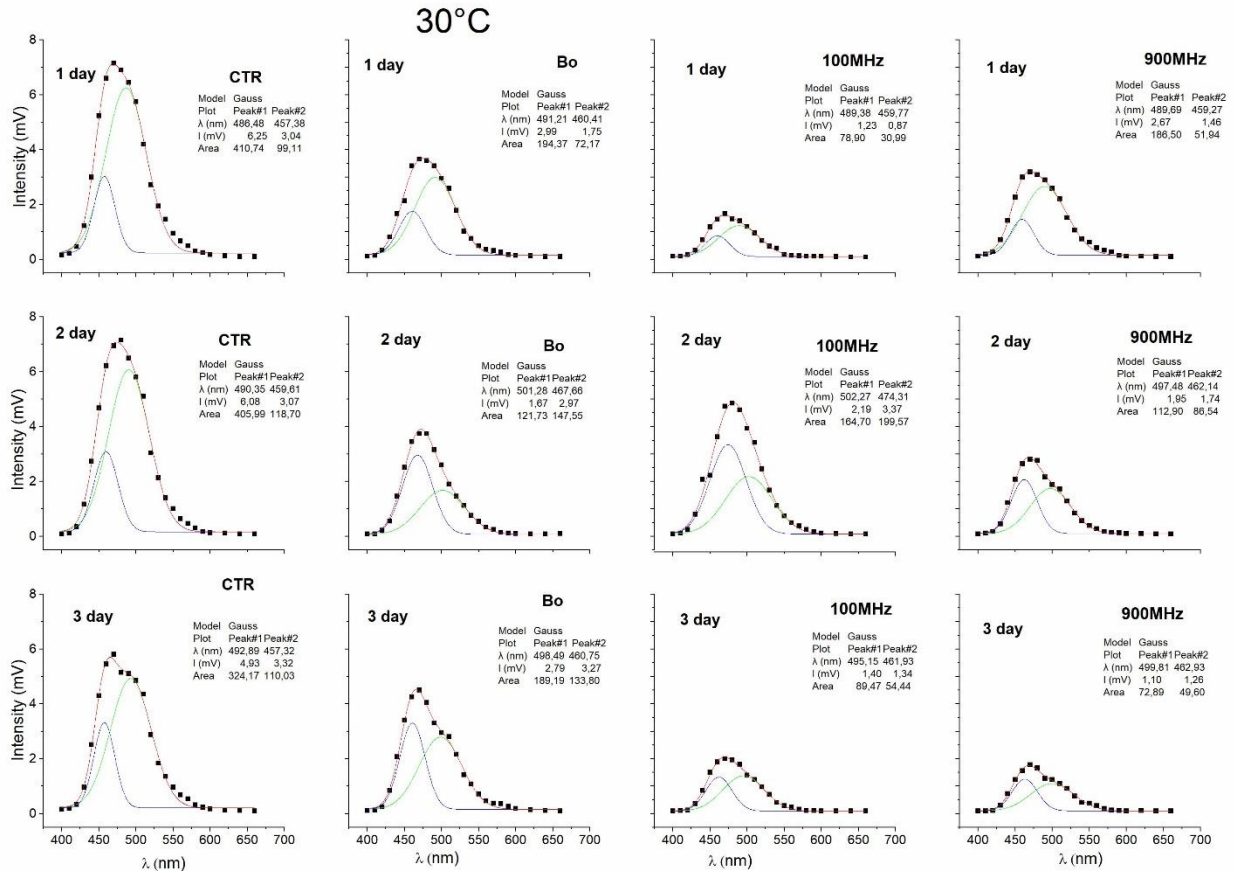 30°C
1 day
CTR
Model Gauss
Plot Peak#1 Peak#2
λ (nm) 486,48 457,38
I (mV) 6,25 3,04
Area 410,74 99,11
1 day
Bo
Model Gauss
Plot Peak#1 Peak#2
λ (nm) 491,21 460,41
I (mV) 2,99 1,75
Area 194,37 72,17
1 day
100MHz
Model Gauss
Plot Peak#1 Peak#2
λ (nm) 489,38 459,77
I (mV) 1,23 0,87
Area 78,90 30,99
1 day
900MHz
Model Gauss
Plot Peak#1 Peak#2
λ (nm) 489,69 459,27
I (mV) 2,67 1,46
Area 186,50 51,94
Intensity (mV)
8
6
4
2
0
2 day
CTR
Model Gauss
Plot Peak#1 Peak#2
λ (nm) 490,35 459,61
I (mV) 6,08 3,07
Area 405,99 118,70
2 day
Bo
Model Gauss
Plot Peak#1 Peak#2
λ (nm) 501,28 467,66
I (mV) 1,67 2,97
Area 121,73 147,55
2 day
100MHz
Model Gauss
Plot Peak#1 Peak#2
λ (nm) 502,27 474,31
I (mV) 2,19 3,37
Area 164,70 199,57
2 day
900MHz
Model Gauss
Plot Peak#1 Peak#2
λ (nm) 497,48 462,14
I (mV) 1,95 1,74
Area 112,90 86,54
Intensity (mV)
8
6
4
2
0
3 day
CTR
Model Gauss
Plot Peak#1 Peak#2
λ (nm) 492,89 457,32
I (mV) 4,93 3,32
Area 324,17 110,03
3 day
Bo
Model Gauss
Plot Peak#1 Peak#2
λ (nm) 498,49 460,75
I (mV) 2,79 3,27
Area 189,19 133,80
3 day
100MHz
Model Gauss
Plot Peak#1 Peak#2
λ (nm) 495,15 461,93
I (mV) 1,40 1,34
Area 89,47 54,44
3 day
900MHz
Model Gauss
Plot Peak#1 Peak#2
λ (nm) 499,81 462,93
I (mV) 1,10 1,26
Area 72,89 49,60
Intensity (mV)
8
6
4
2
0
400 450 500 550 600 650 700
400 450 500 550 600 650 700
400 450 500 550 600 650 700
400 450 500 550 600 650 700
λ (nm)
λ (nm)
λ (nm)
λ (nm)